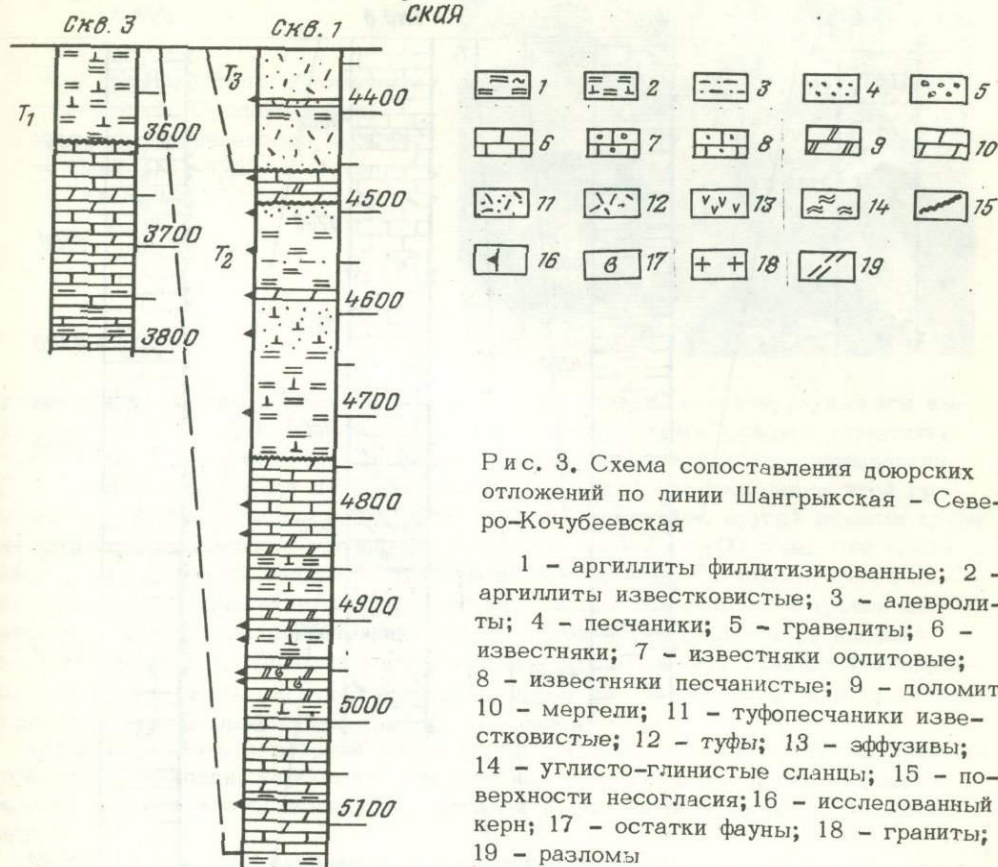 ская
Скв. 3
Скв. 1
T₁
T₃
T₂
3600
3700
3800
4400
4500
4600
4700
4800
4900
5000
5100
1 2 3 4 5
6 7 8 9 10
11 12 13 14 15
16 17 18 19
Рис. 3. Схема сопоставления доюрских
отложений по линии Шангрыкская – Севе-
ро-Кочубеевская
1 – аргиллиты филлитизированные; 2 –
аргиллиты известковистые; 3 – алевроли-
ты; 4 – песчаники; 5 – гравелиты; 6 –
известняки; 7 – известняки оолитовые;
8 – известняки песчанистые; 9 – доломит
10 – мергели; 11 – туфопесчаники изве-
стковистые; 12 – туфы; 13 – эффузивы;
14 – углисто-глинистые сланцы; 15 – по-
верхности несогласия; 16 – исследованный
керн; 17 – остатки фауны; 18 – граниты;
19 – разломы